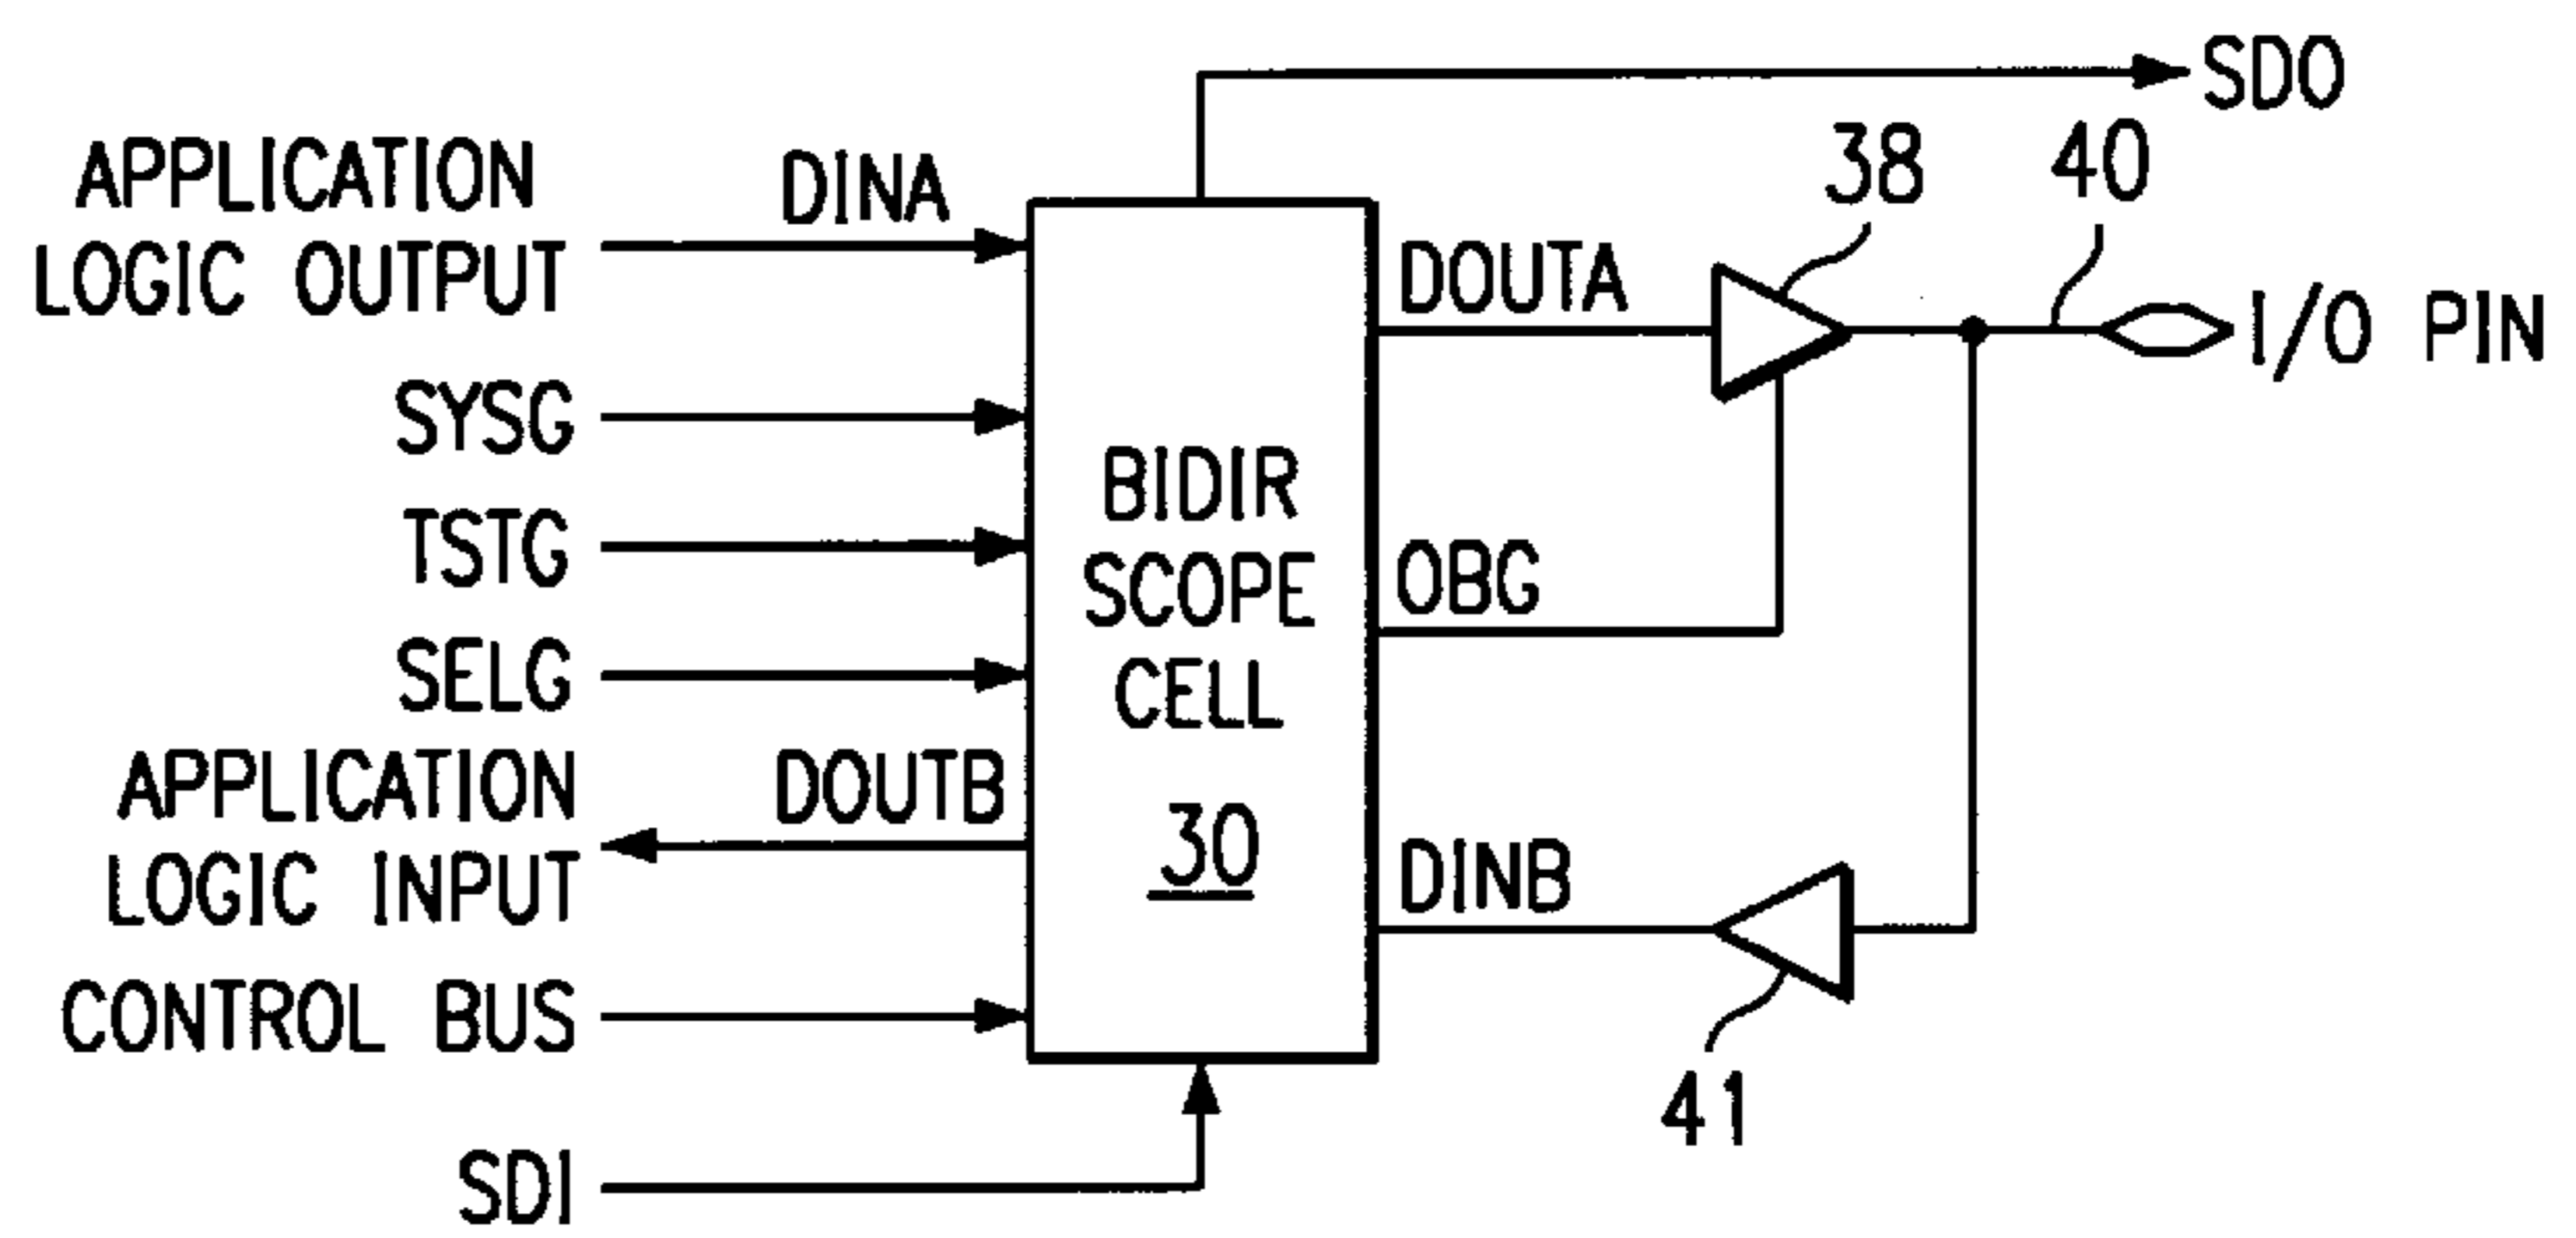 SDO
38
40
APPLICATION
LOGIC OUTPUT
DINA
DOUTA
I/O PIN
SYSG
TSTG
SELG
BIDIR
SCOPE
CELL
30
OBG
APPLICATION
LOGIC INPUT
DOUTB
DINB
CONTROL BUS
41
SDI